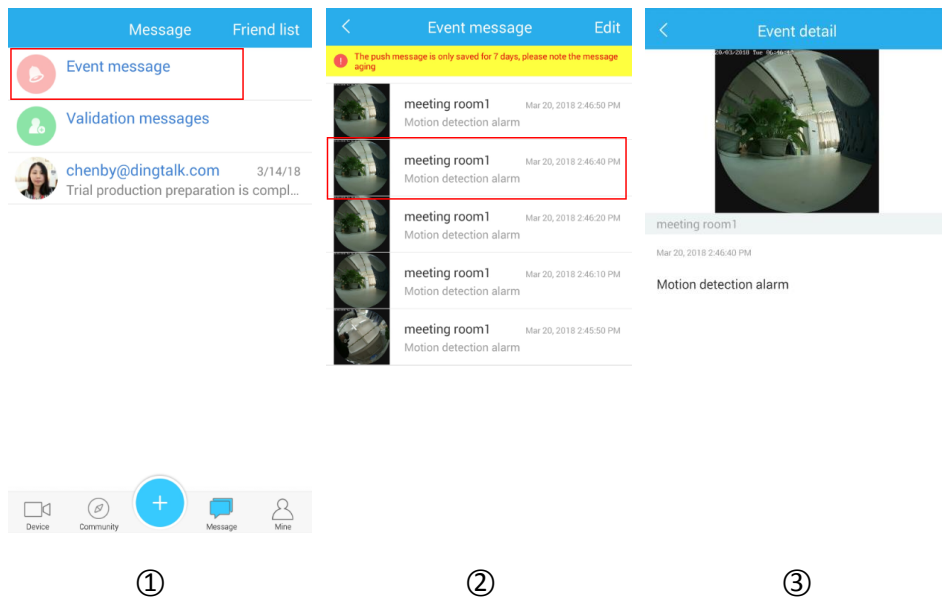 Message
Friend list
Event message
Validation messages
chenby@dingtalk.com
3/14/18
Trial production preparation is compl...
Device
Community
Message
Mine
①
Event message
Edit
The push message is only saved for 7 days, please note the message
aging
meeting room1
Mar 20, 2018 2:46:50 PM
Motion detection alarm
meeting room1
Mar 20, 2018 2:46:40 PM
Motion detection alarm
meeting room1
Mar 20, 2018 2:46:20 PM
Motion detection alarm
meeting room1
Mar 20, 2018 2:46:10 PM
Motion detection alarm
meeting room1
Mar 20, 2018 2:45:50 PM
Motion detection alarm
②
Event detail
meeting room1
Mar 20, 2018 2:46:40 PM
Motion detection alarm
③